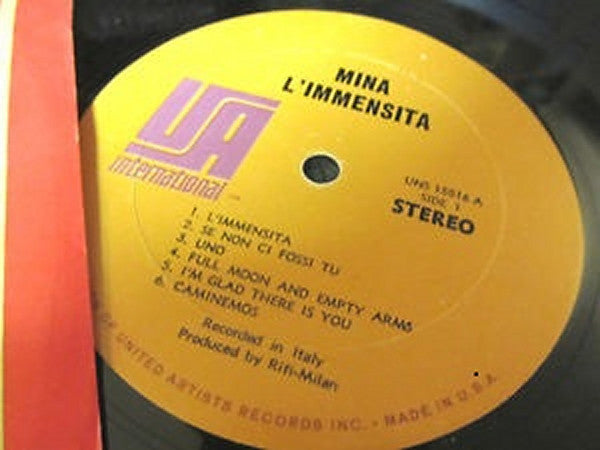 MINA
L'IMMENSITA
UA
international
UNS 15516-A
SIDE 1
STEREO
1. L'IMMENSITA
2. SE NON CI FOSSI TU
3. UNO
4. FULL MOON AND EMPTY ARMS
5. I'M GLAD THERE IS YOU
6. CAMINEMOS
Recorded in Italy
Produced by Rifi-Milan
OF UNITED ARTISTS RECORDS INC. - MADE IN U.S.A.